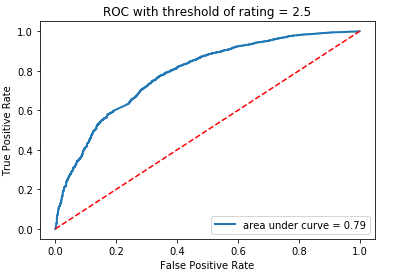 ROC with threshold of rating = 2.5
True Positive Rate
1.0
0.8
0.6
0.4
0.2
0.0
0.0 0.2 0.4 0.6 0.8 1.0
False Positive Rate
area under curve = 0.79